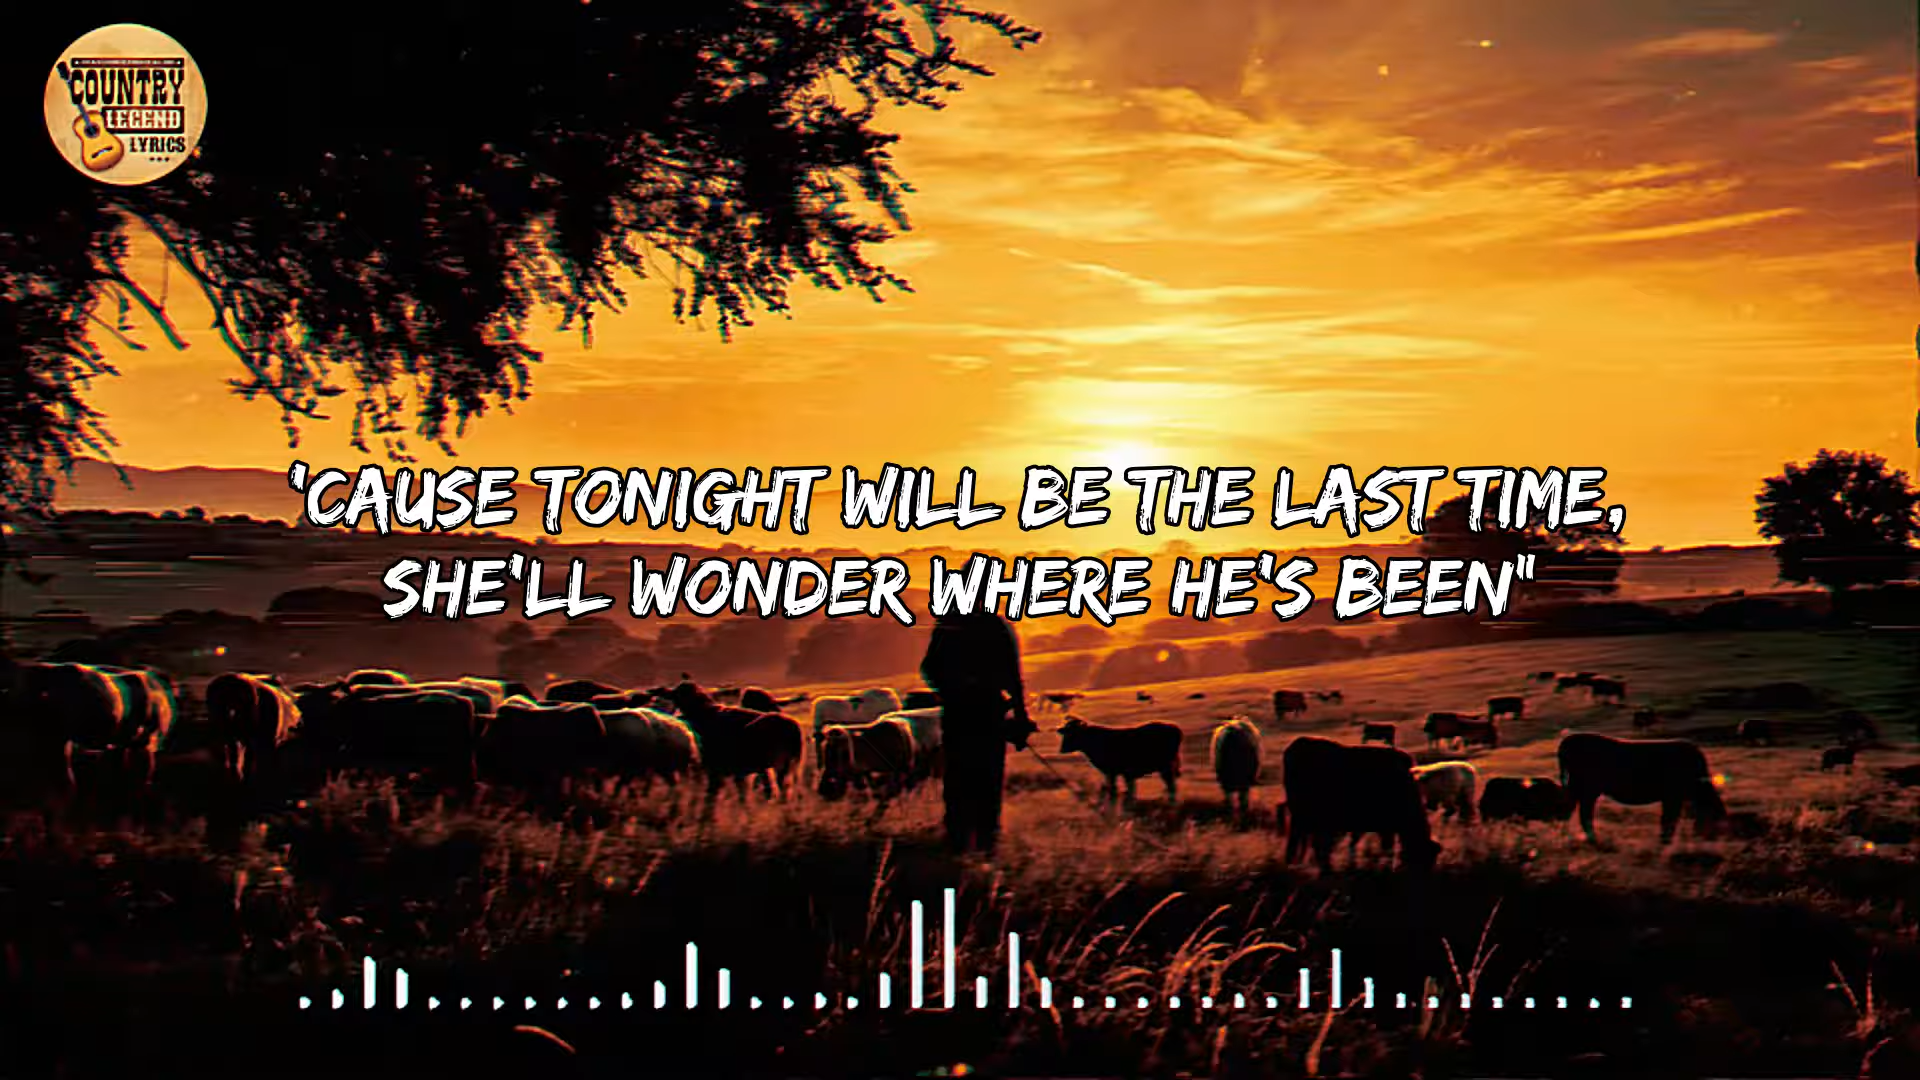 COUNTRY
LEGEND
LYRICS
'CAUSE TONIGHT WILL BE THE LAST TIME,
SHE'LL WONDER WHERE HE'S BEEN"